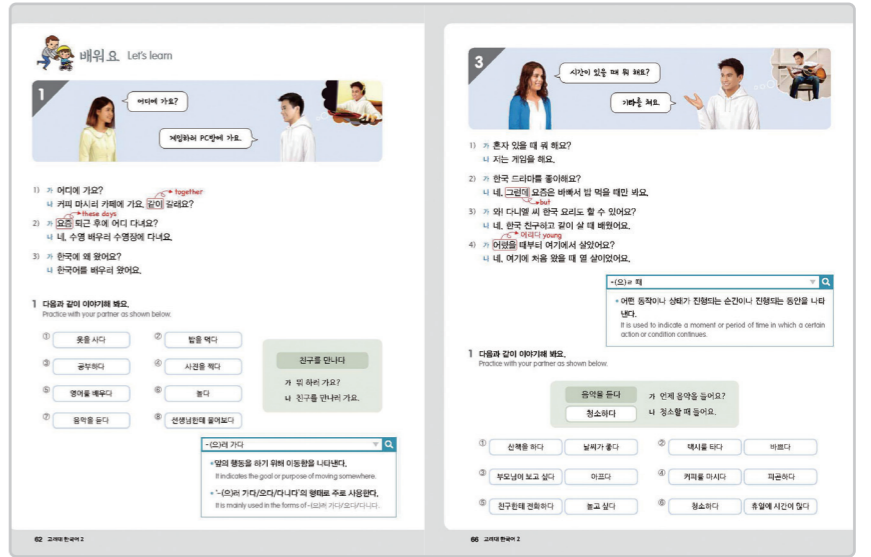 배워요 Let's learn
1
어디에 가요?
게임하러 PC방에 가요.
1) 가 어디에 가요?
together
나 커피 마시러 카페에 가요. 같이 갈래요?
these days
2) 가 요즘 퇴근 후에 어디 다녀요?
나 네, 수영 배우러 수영장에 다녀요.
3) 가 한국에 왜 왔어요?
나 한국어를 배우러 왔어요.
1 다음과 같이 이야기해 봐요.
Practice with your partner as shown below.
① 옷을 사다
② 밥을 먹다
③ 공부하다
④ 사진을 찍다
⑤ 영어를 배우다
⑥ 놀다
⑦ 음악을 듣다
⑧ 선생님한테 물어보다
친구를 만나다
가 뭐 하러 가요?
나 친구를 만나러 가요.
-(으)러 가다
• 앞의 행동을 하기 위해 이동함을 나타낸다.
It indicates the goal or purpose of moving somewhere.
• '-(으)러 가다/오다/다니다'의 형태로 주로 사용한다.
It is mainly used in the forms of -(으)러 가다/오다/다니다.
62 고려대 한국어 2
3
시간이 있을 때 뭐 해요?
기타를 쳐요.
1) 가 혼자 있을 때 뭐 해요?
나 저는 게임을 해요.
2) 가 한국 드라마를 좋아해요?
나 네. 그런데 요즘은 바빠서 밥 먹을 때만 봐요.
but
3) 가 와! 다니엘 씨 한국 요리도 할 수 있어요?
나 네. 한국 친구하고 같이 살 때 배웠어요.
어리다 young
4) 가 어렸을 때부터 여기에서 살았어요?
나 네. 여기에 처음 왔을 때 열 살이었어요.
-(으)ㄹ 때
• 어떤 동작이나 상태가 진행되는 순간이나 진행되는 동안을 나타
낸다.
It is used to indicate a moment or period of time in which a certain
action or condition continues.
1 다음과 같이 이야기해 봐요.
Practice with your partner as shown below.
음악을 듣다
청소하다
가 언제 음악을 들어요?
나 청소할 때 들어요.
① 산책을 하다 날씨가 좋다
② 택시를 타다 바쁘다
③ 부모님이 보고 싶다 아프다
④ 커피를 마시다 피곤하다
⑤ 친구한테 전화하다 놀고 싶다
⑥ 청소하다 휴일에 시간이 많다
66 고려대 한국어 2